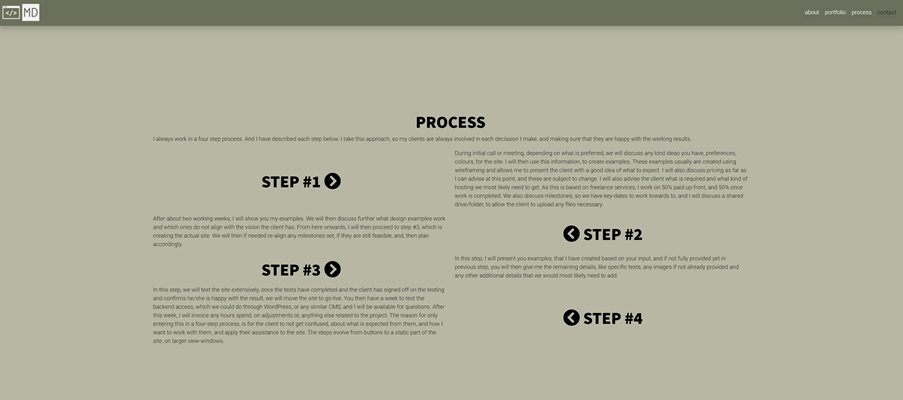 </> MD
about portfolio process contact
PROCESS
I always work in a four step process. And I have described each step below. I take this approach, so my clients are always involved in each decission I make, and making sure that they are happy with the working results.
STEP #1
During initial call or meeting, depending on what is preferred, we will discuss any kind ideas you have, preferences,
colours, for the site. I will then use this information, to create examples. These examples usually are created using
wireframing and allows me to present the client with a good idea of what to expect. I will also discuss pricing as far as
I can advise at this point, and these are subject to change. I will also advise the client what is required and what kind of
hosting we most likely need to get. As this is based on freelance services, I work on 50% paid up-front, and 50% once
work is completed. We also discuss milestones, so we have key-dates to work towards to, and I will discuss a shared
drive/folder, to allow the client to upload any files necessary.
After about two working weeks, I will show you my examples. We will then discuss further what design examples work
and which ones do not align with the vision the client has. From here onwards, I will then proceed to step #3, which is
creating the actual site. We will then if needed re-align any milestones set, if they are still feasible, and, then plan
accordingly.
STEP #2
STEP #3
In this step, I will present you examples, that I have created based on your input, and if not fully provided yet in
previous step, you will then give me the remaining details, like specific texts, any images if not already provided and
any other additional details that we would most likely need to add.
In this step, we will test the site extensively, once the tests have completed and the client has signed off on the testing
and confirms he/she is happy with the result, we will move the site to go-live. You then have a week to test the
backend access, which we could do through WordPress, or any similar CMS, and I will be available for questions. After
this week, I will invoice any hours spend, on adjustments or, anything else related to the project. The reason for only
entering this in a four-step process, is for the client to not get confused, about what is expected from them, and how I
want to work with them, and apply their assistance to the site. The steps evolve from buttons to a static part of the
site, on larger view-windows.
STEP #4